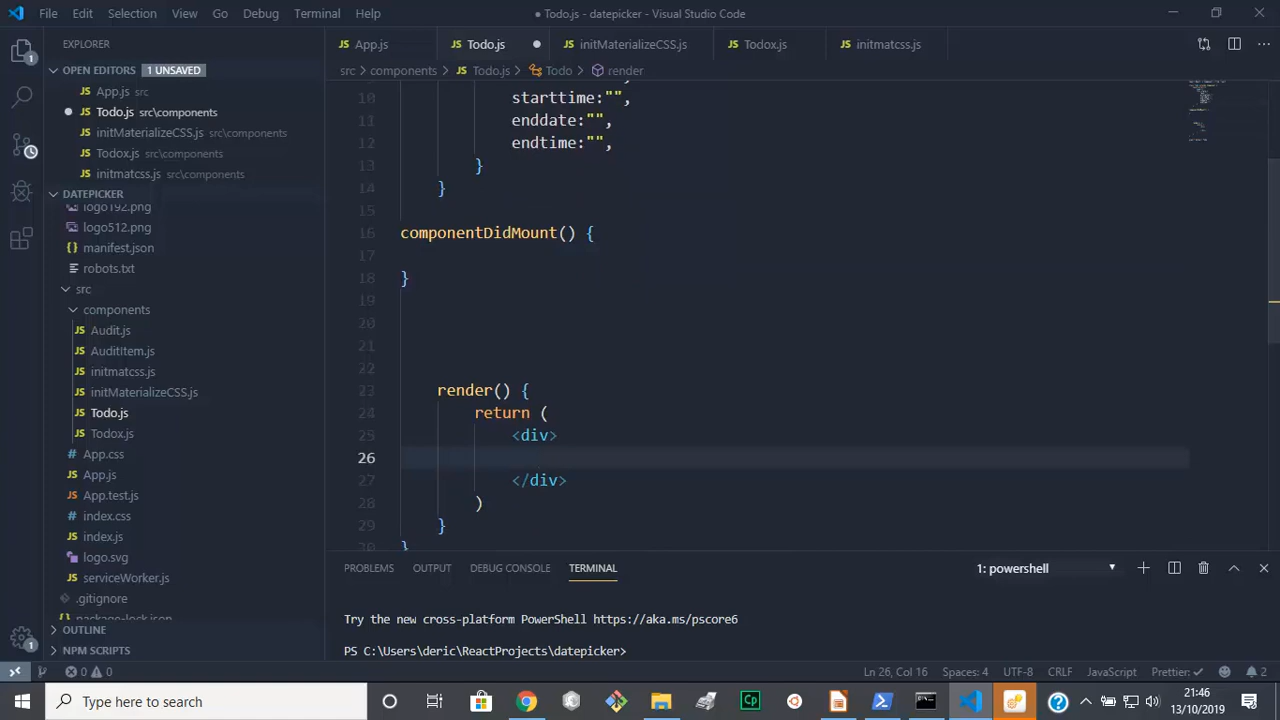 File Edit Selection View Go Debug Terminal Help
● Todo.js - datepicker - Visual Studio Code
EXPLORER
OPEN EDITORS 1 UNSAVED
App.js src
Todo.js src\components
initMaterializeCSS.js src\components
Todox.js src\components
initmatcss.js src\components
DATEPICKER
logo192.png
logo512.png
manifest.json
robots.txt
src
components
Audit.js
AuditItem.js
initmatcss.js
initMaterializeCSS.js
Todo.js
Todox.js
App.css
App.js
App.test.js
index.css
index.js
logo.svg
serviceWorker.js
.gitignore
package-lock.json
OUTLINE
NPM SCRIPTS
App.js Todo.js initMaterializeCSS.js Todox.js initmatcss.js
src components Todo.js Todo render
10 starttime:"",
11 enddate:"",
12 endtime:"",
13 }
14 }
15
16 componentDidMount() {
17
18 }
19
20
21
22
23 render() {
24 return (
25 <div>
26
27 </div>
28 )
29 }
30 }
PROBLEMS OUTPUT DEBUG CONSOLE TERMINAL 1: powershell
Try the new cross-platform PowerShell https://aka.ms/pscore6
PS C:\Users\deric\ReactProjects\datepicker>
0 0 Ln 26, Col 16 Spaces: 4 UTF-8 CRLF JavaScript Prettier: ✓ 2
Type here to search
Cp
21:46
13/10/2019